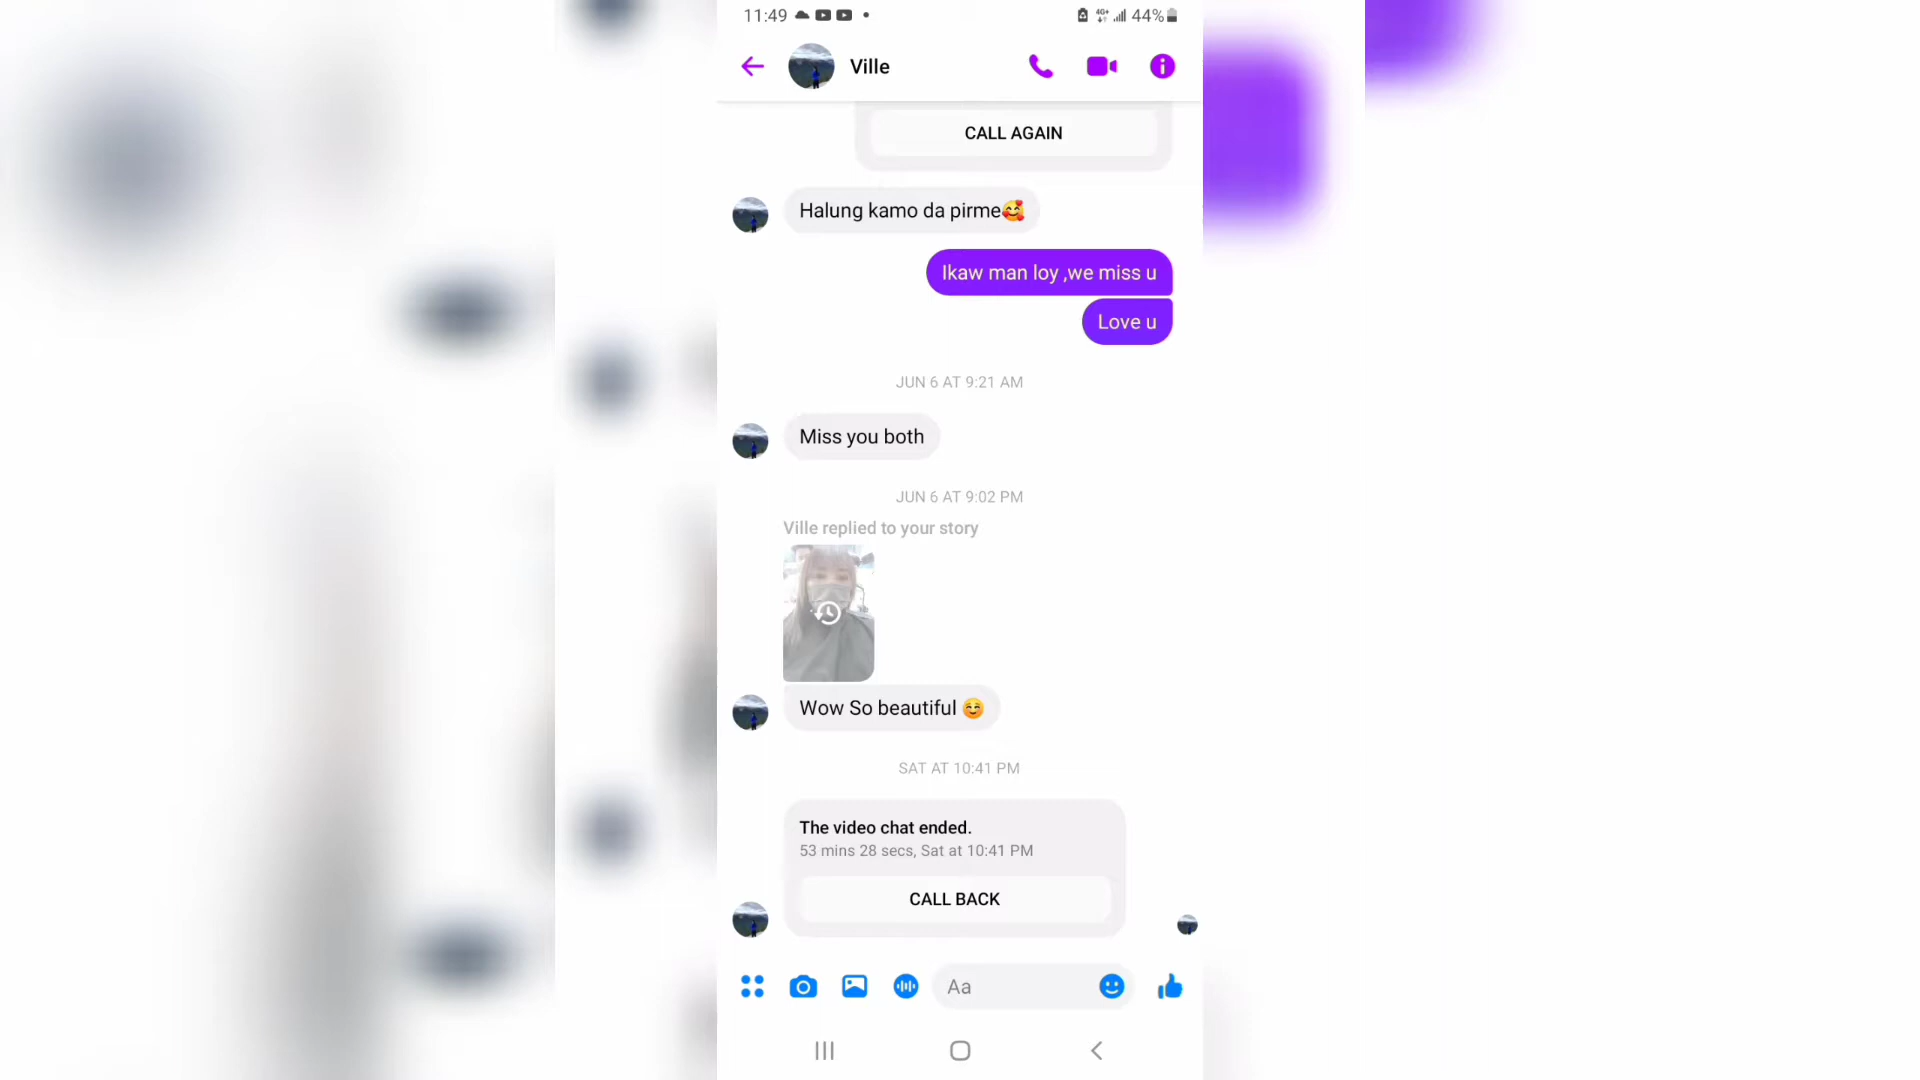 11:49
4G+
44%
Ville
CALL AGAIN
Halung kamo da pirme🥰
Ikaw man loy ,we miss u
Love u
JUN 6 AT 9:21 AM
Miss you both
JUN 6 AT 9:02 PM
Ville replied to your story
Wow So beautiful ☺️
SAT AT 10:41 PM
The video chat ended.
53 mins 28 secs, Sat at 10:41 PM
CALL BACK
Aa